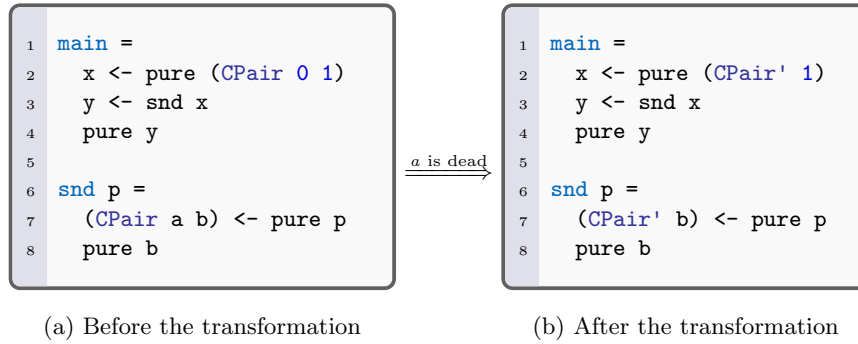 1 main =
2 x <- pure (CPair 0 1)
3 y <- snd x
4 pure y
5
6 snd p =
7 (CPair a b) <- pure p
8 pure b
a is dead
1 main =
2 x <- pure (CPair' 1)
3 y <- snd x
4 pure y
5
6 snd p =
7 (CPair' b) <- pure p
8 pure b
(a) Before the transformation
(b) After the transformation